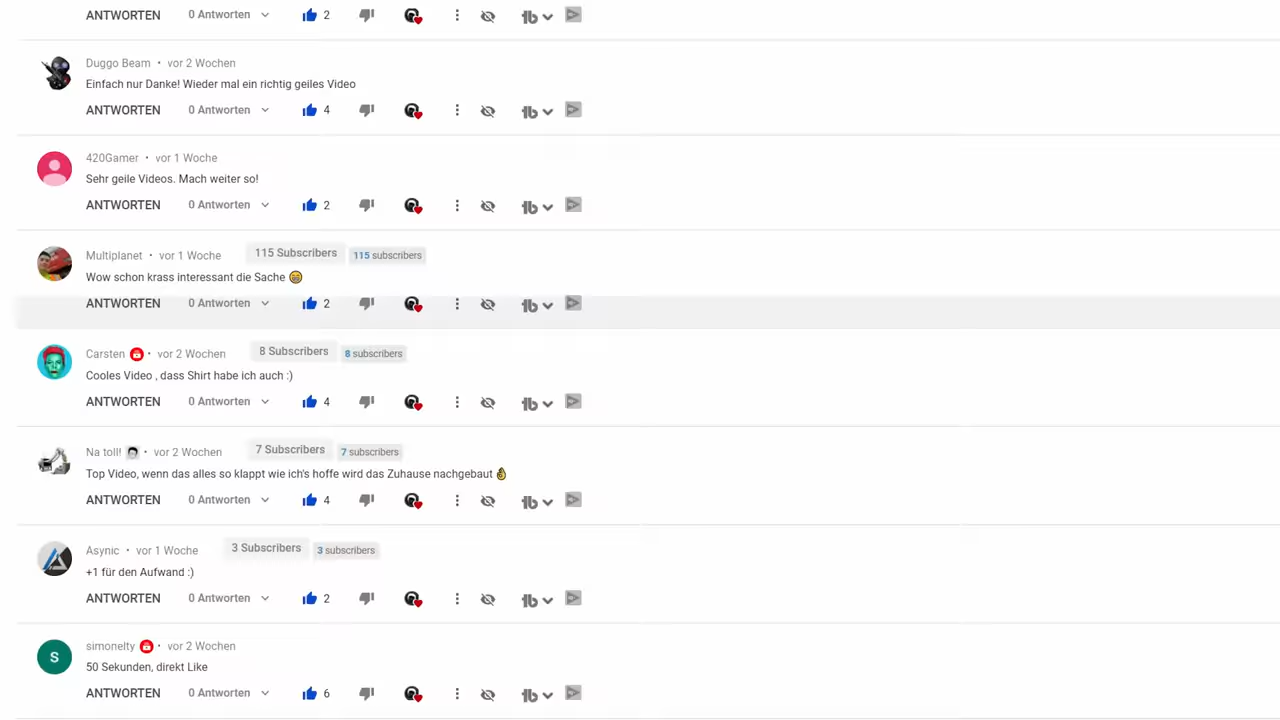 ANTWORTEN 0 Antworten 2
Duggo Beam • vor 2 Wochen
Einfach nur Danke! Wieder mal ein richtig geiles Video
ANTWORTEN 0 Antworten 4
420Gamer • vor 1 Woche
Sehr geile Videos. Mach weiter so!
ANTWORTEN 0 Antworten 2
Multiplanet • vor 1 Woche 115 Subscribers 115 subscribers
Wow schon krass interessant die Sache 😁
ANTWORTEN 0 Antworten 2
Carsten • vor 2 Wochen 8 Subscribers 8 subscribers
Cooles Video , dass Shirt habe ich auch :)
ANTWORTEN 0 Antworten 4
Na toll! • vor 2 Wochen 7 Subscribers 7 subscribers
Top Video, wenn das alles so klappt wie ich's hoffe wird das Zuhause nachgebaut 👌
ANTWORTEN 0 Antworten 4
Asynic • vor 1 Woche 3 Subscribers 3 subscribers
+1 für den Aufwand :)
ANTWORTEN 0 Antworten 2
S simonelty • vor 2 Wochen
50 Sekunden, direkt Like
ANTWORTEN 0 Antworten 6